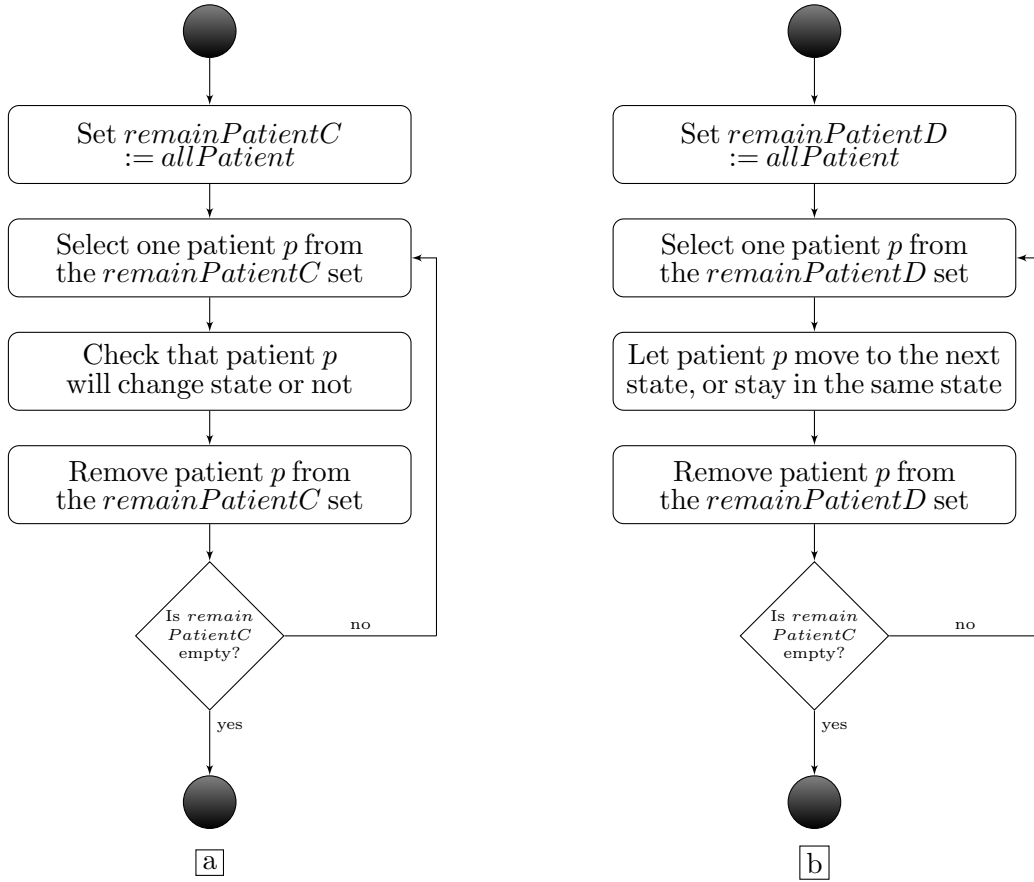 Set remainPatientC
:= allPatient
Select one patient p from
the remainPatientC set
Check that patient p
will change state or not
Remove patient p from
the remainPatientC set
Is remain
PatientC
empty?
no
yes
a
Set remainPatientD
:= allPatient
Select one patient p from
the remainPatientD set
Let patient p move to the next
state, or stay in the same state
Remove patient p from
the remainPatientD set
Is remain
PatientC
empty?
no
yes
b